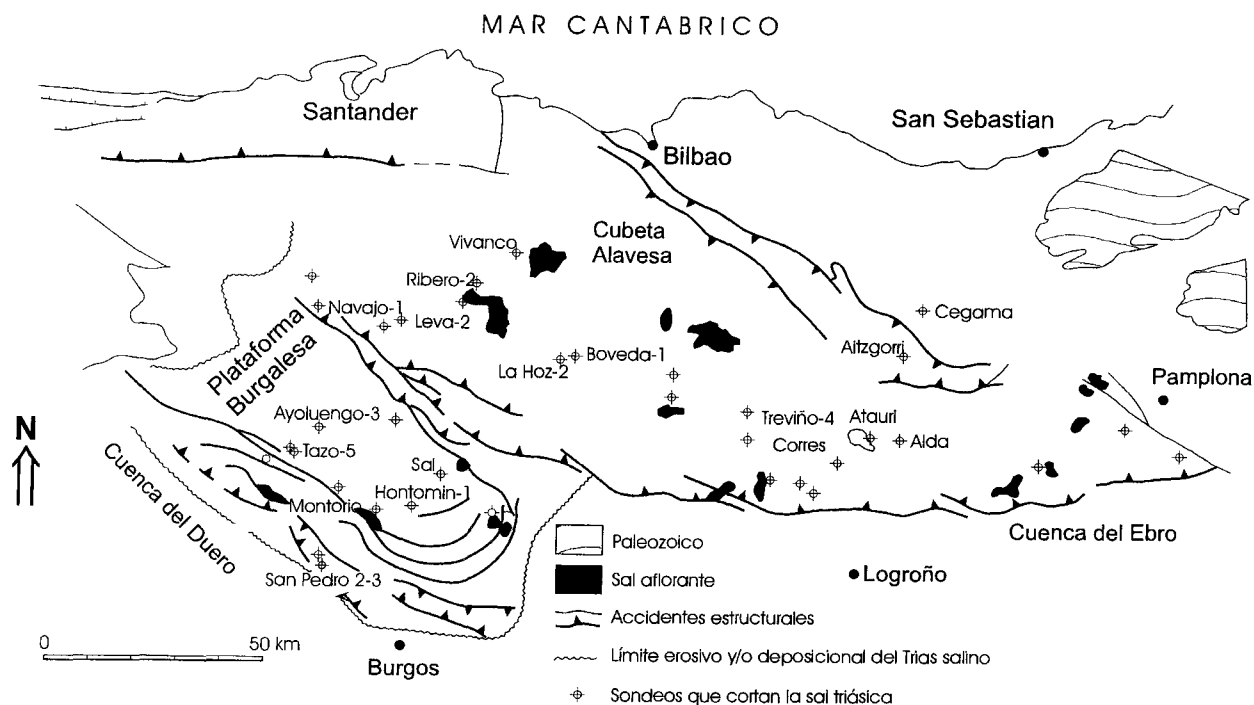 MAR CANTABRICO
Santander
San Sebastian
Bilbao
Cubeta
Alavesa
Vivanco
Ribero-2
Navajo-1
Leva-2
Cegama
Aitzgorri
La Hoz-2
Boveda-1
Plataforma
Burgalesa
Pamplona
Ayoluengo-3
Treviño-4
Atauri
Corres
Alda
N
Tazo-5
Sal
Montorio
Hontomin-1
Cuenca del Duero
Cuenca del Ebro
San Pedro 2-3
Logroño
Burgos
0
50 km
Paleozoico
Sal aflorante
Accidentes estructurales
Límite erosivo y/o deposicional del Trias salino
Sondeos que cortan la sal triásica